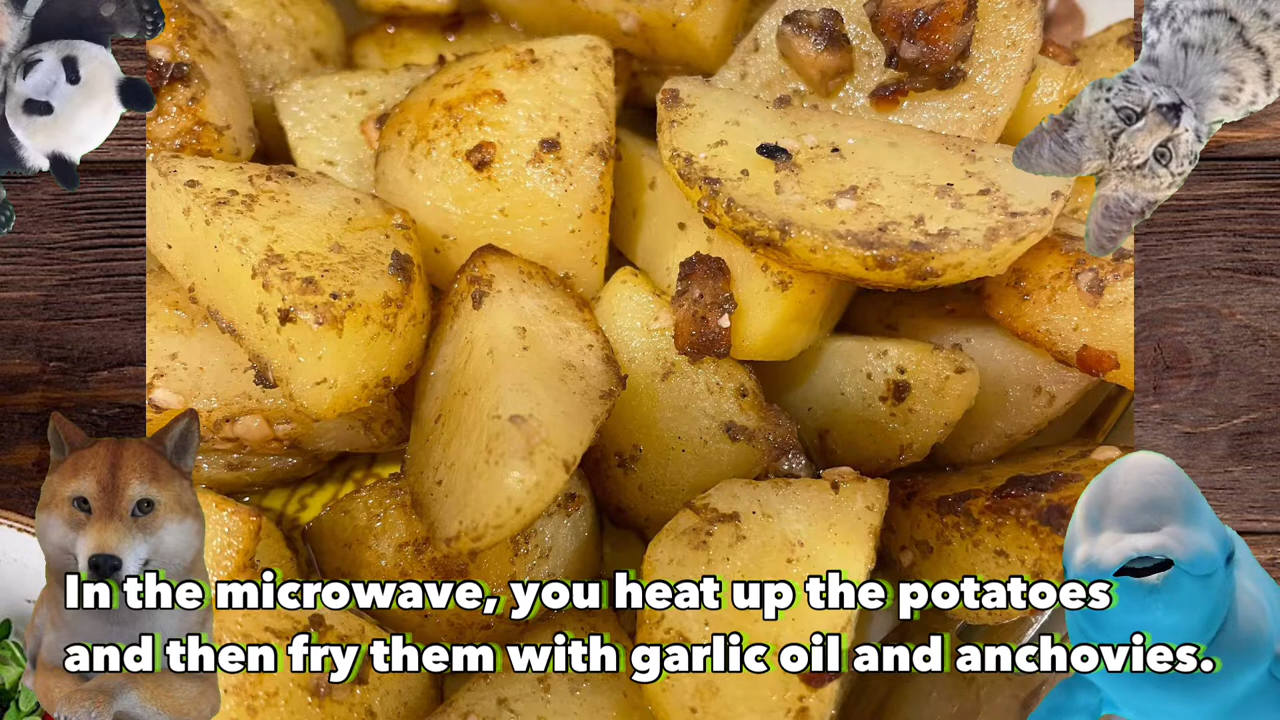 In the microwave, you heat up the potatoes
and then fry them with garlic oil and anchovies.